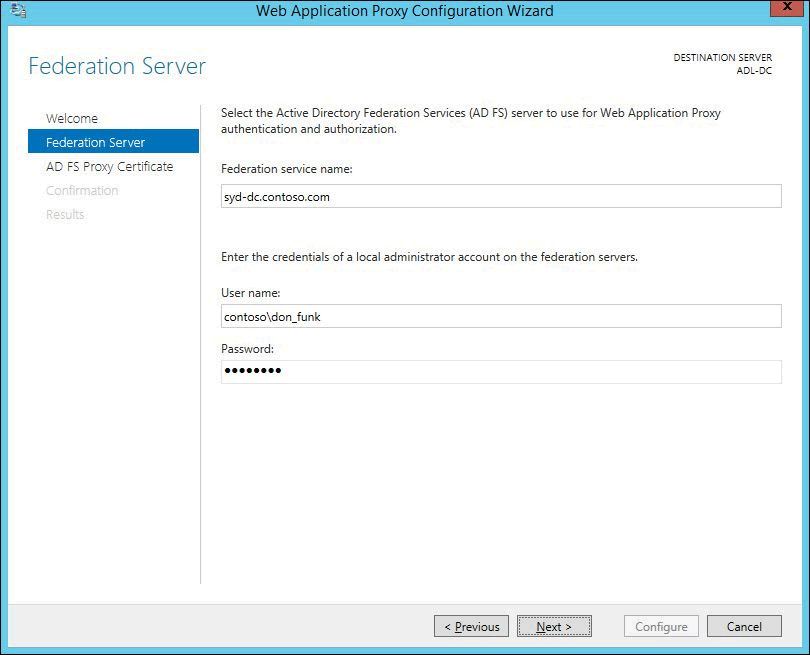 Web Application Proxy Configuration Wizard
x
Federation Server
DESTINATION SERVER
ADL-DC
Welcome
Federation Server
AD FS Proxy Certificate
Confirmation
Results
Select the Active Directory Federation Services (AD FS) server to use for Web Application Proxy
authentication and authorization.
Federation service name:
syd-dc.contoso.com
Enter the credentials of a local administrator account on the federation servers.
User name:
contoso\don_funk
Password:
••••••••
< Previous
Next >
Configure
Cancel